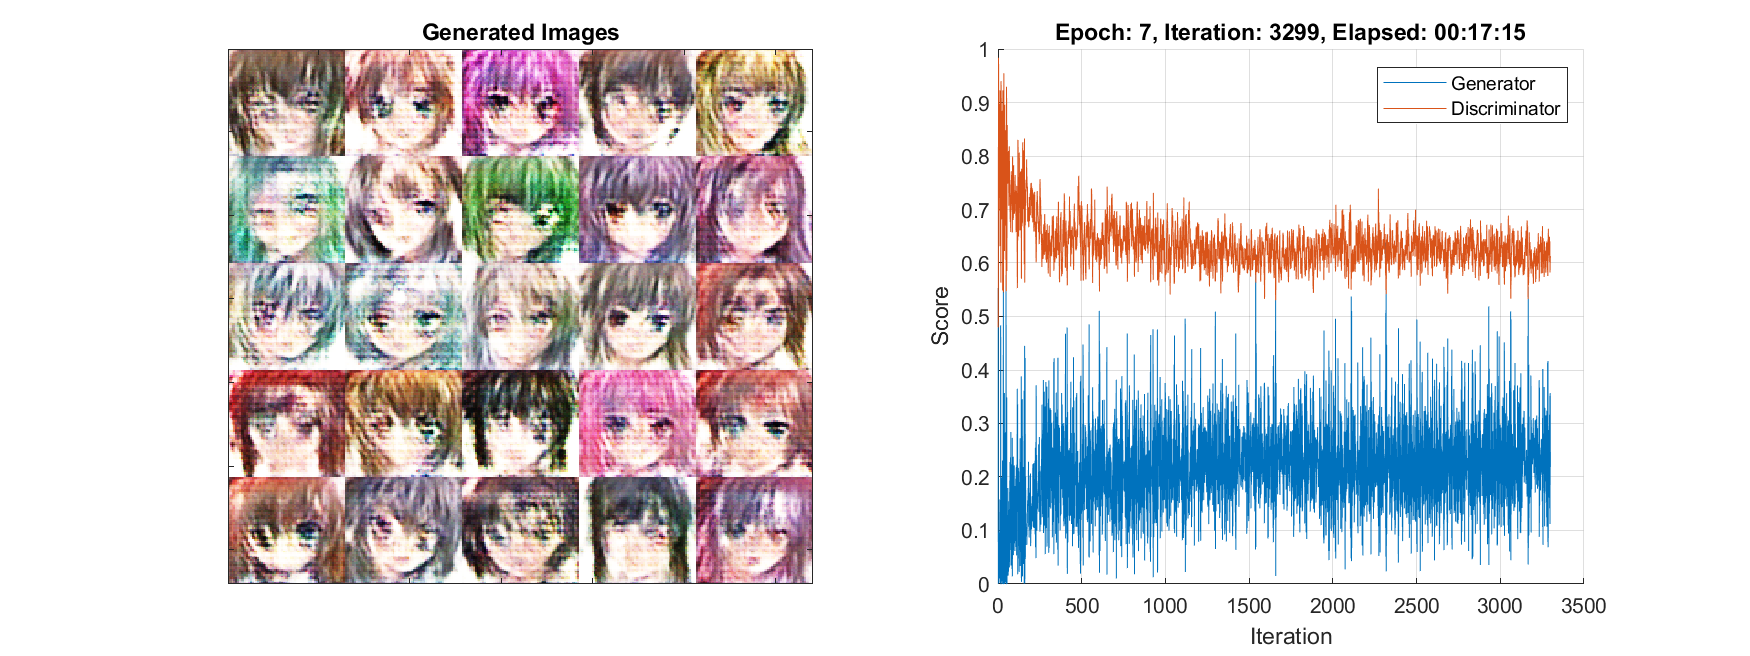 Generated Images
Epoch: 7, Iteration: 3299, Elapsed: 00:17:15
Generator
Discriminator
1
0.9
0.8
0.7
0.6
0.5
0.4
0.3
0.2
0.1
0
Score
0 500 1000 1500 2000 2500 3000 3500
Iteration